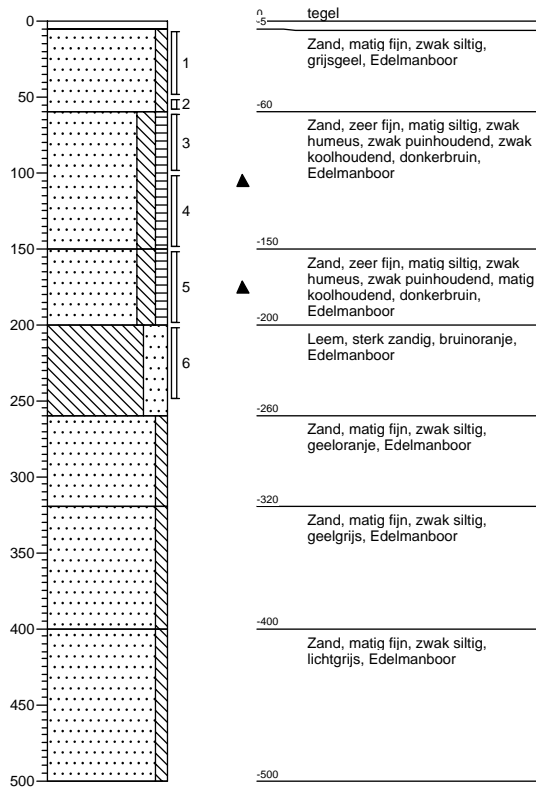 0
50
100
150
200
250
300
350
400
450
500
1
2
3
4
5
6
0
tegel
-5
Zand, matig fijn, zwak siltig,
grijsgeel, Edelmanboor
-60
Zand, zeer fijn, matig siltig, zwak
humeus, zwak puinhoudend, zwak
koolhoudend, donkerbruin,
Edelmanboor
-150
Zand, zeer fijn, matig siltig, zwak
humeus, zwak puinhoudend, matig
koolhoudend, donkerbruin,
Edelmanboor
-200
Leem, sterk zandig, bruinoranje,
Edelmanboor
-260
Zand, matig fijn, zwak siltig,
geeloranje, Edelmanboor
-320
Zand, matig fijn, zwak siltig,
geelgrijs, Edelmanboor
-400
Zand, matig fijn, zwak siltig,
lichtgrijs, Edelmanboor
-500